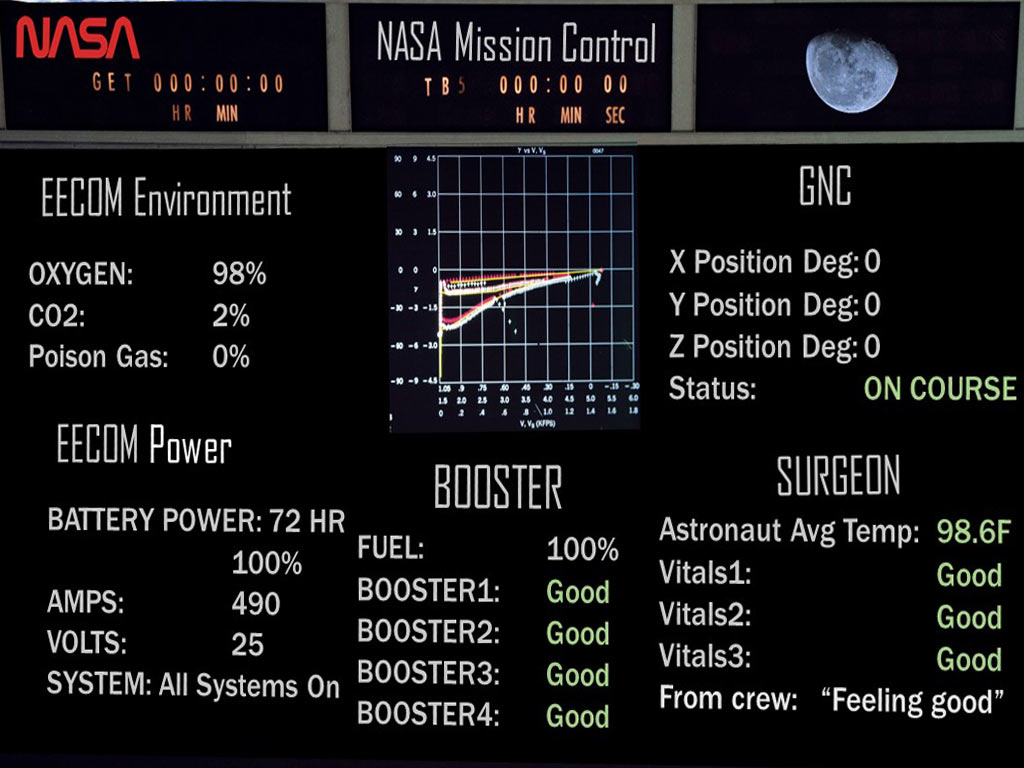 NASA
GET 000:00:00
HR MIN
NASA Mission Control
TB5 000:00 00
HR MIN SEC
EECOM Environment
OXYGEN: 98%
CO2: 2%
Poison Gas: 0%
EECOM Power
BATTERY POWER: 72 HR
100%
AMPS: 490
VOLTS: 25
SYSTEM: All Systems On
90 9 4.5
60 6 3.0
30 3 1.5
0 0 0
-30 -3 -1.5
-60 -6 -3.0
-90 -9 -4.5
1.05 .9 .75 .60 .45 .30 .15 0 -.15 -.30
1.5 2.0 2.5 3.0 3.5 4.0 4.5 5.0 5.5 6.0
0 .2 .4 .6 .8 1.0 1.2 1.4 1.6 1.8
BOOSTER
FUEL: 100%
BOOSTER1: Good
BOOSTER2: Good
BOOSTER3: Good
BOOSTER4: Good
GNC
X Position Deg: 0
Y Position Deg: 0
Z Position Deg: 0
Status: ON COURSE
SURGEON
Astronaut Avg Temp: 98.6F
Vitals1: Good
Vitals2: Good
Vitals3: Good
From crew: “Feeling good”